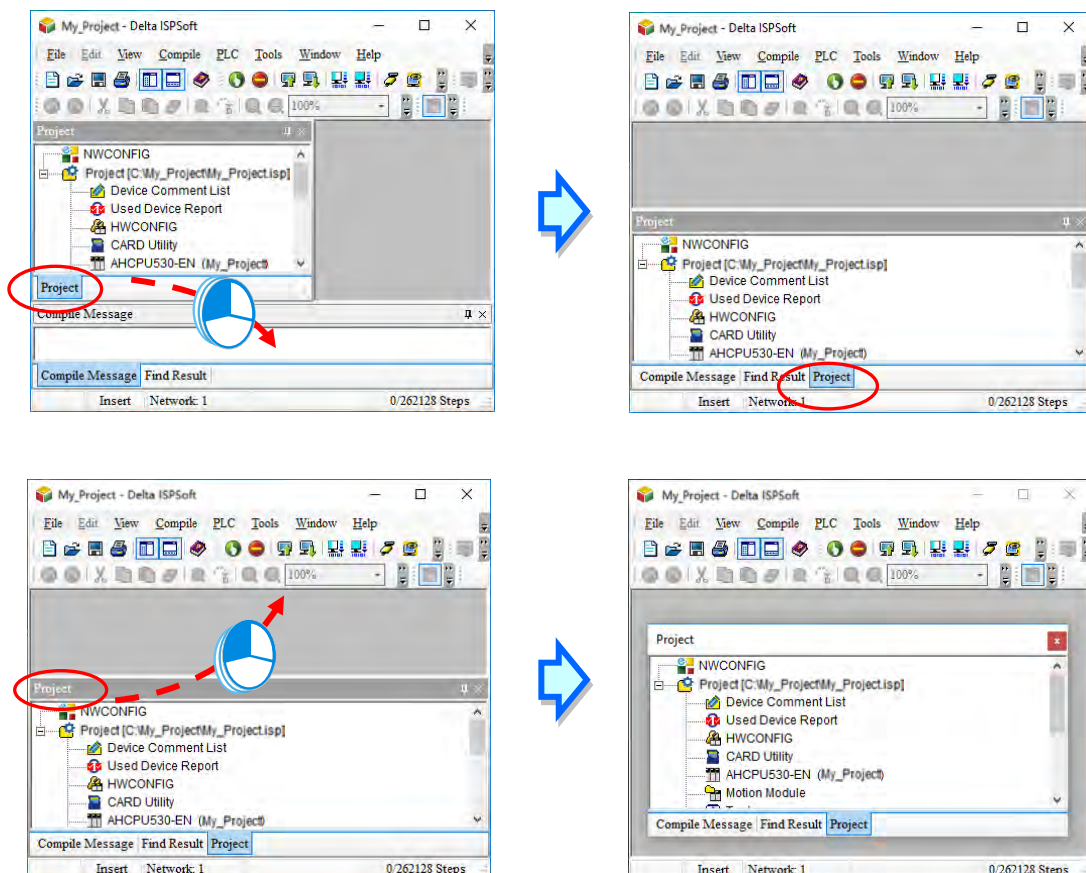 My_Project - Delta ISPSoft
File Edit View Compile PLC Tools Window Help
100%
Project
NWCONFIG
Project [C:\My_Project\My_Project.isp]
Device Comment List
Used Device Report
HWCONFIG
CARD Utility
AHCPU530-EN (My_Project)
Project
Compile Message
Compile Message Find Result
Insert Network: 1 0/262128 Steps
My_Project - Delta ISPSoft
File Edit View Compile PLC Tools Window Help
100%
Project
NWCONFIG
Project [C:\My_Project\My_Project.isp]
Device Comment List
Used Device Report
HWCONFIG
CARD Utility
AHCPU530-EN (My_Project)
Compile Message Find Result Project
Insert Network: 1 0/262128 Steps
My_Project - Delta ISPSoft
File Edit View Compile PLC Tools Window Help
100%
Project
NWCONFIG
Project [C:\My_Project\My_Project.isp]
Device Comment List
Used Device Report
HWCONFIG
CARD Utility
AHCPU530-EN (My_Project)
Compile Message Find Result Project
Insert Network: 1 0/262128 Steps
My_Project - Delta ISPSoft
File Edit View Compile PLC Tools Window Help
100%
Project
NWCONFIG
Project [C:\My_Project\My_Project.isp]
Device Comment List
Used Device Report
HWCONFIG
CARD Utility
AHCPU530-EN (My_Project)
Motion Module
Compile Message Find Result Project
Insert Network: 1 0/262128 Steps